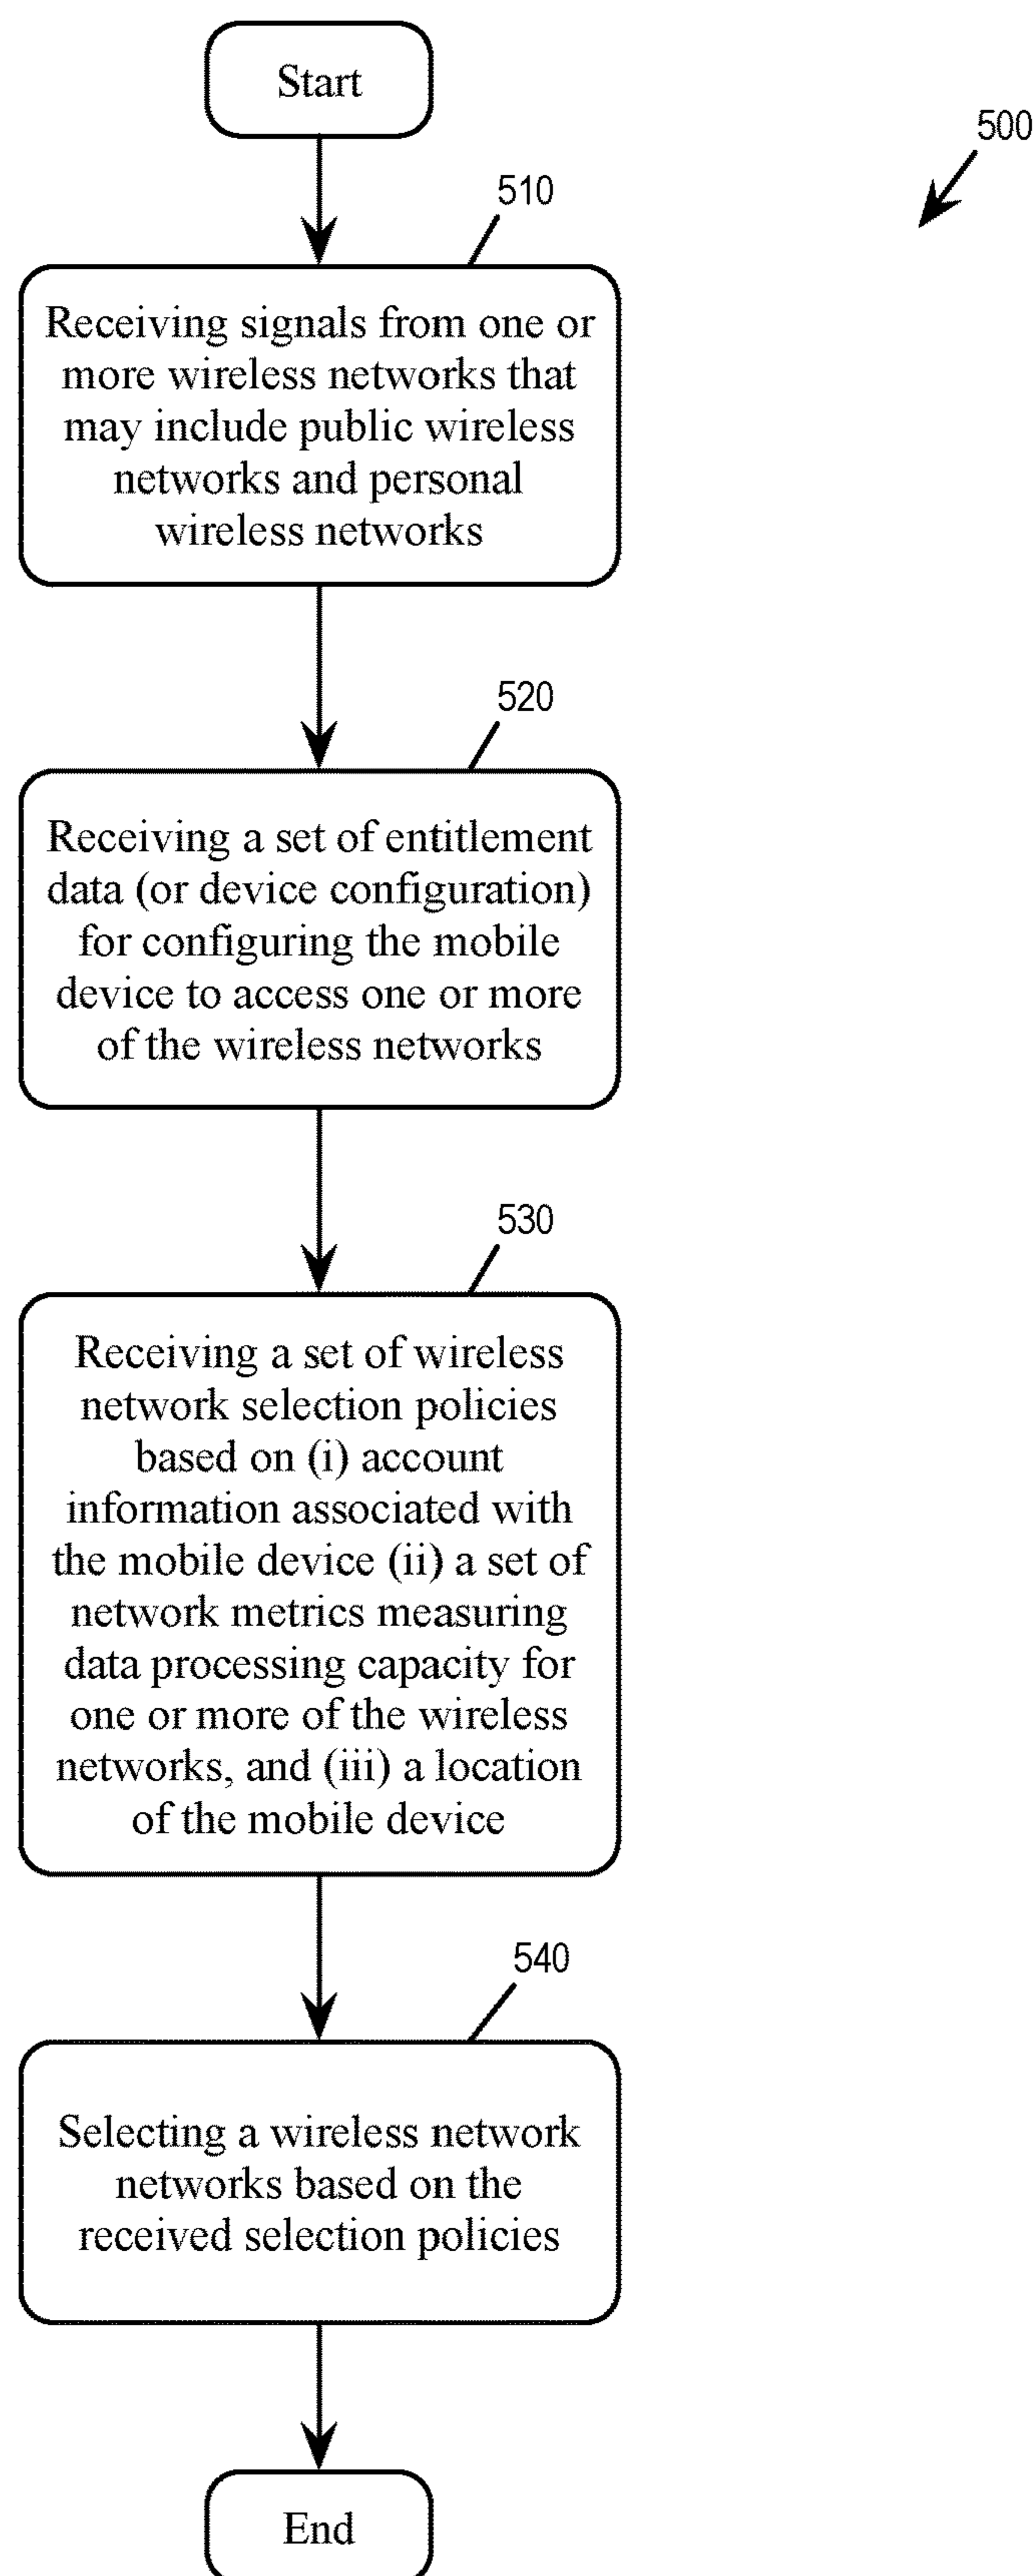 Start
500
510
Receiving signals from one or
more wireless networks that
may include public wireless
networks and personal
wireless networks
520
Receiving a set of entitlement
data (or device configuration)
for configuring the mobile
device to access one or more
of the wireless networks
530
Receiving a set of wireless
network selection policies
based on (i) account
information associated with
the mobile device (ii) a set of
network metrics measuring
data processing capacity for
one or more of the wireless
networks, and (iii) a location
of the mobile device
540
Selecting a wireless network
networks based on the
received selection policies
End